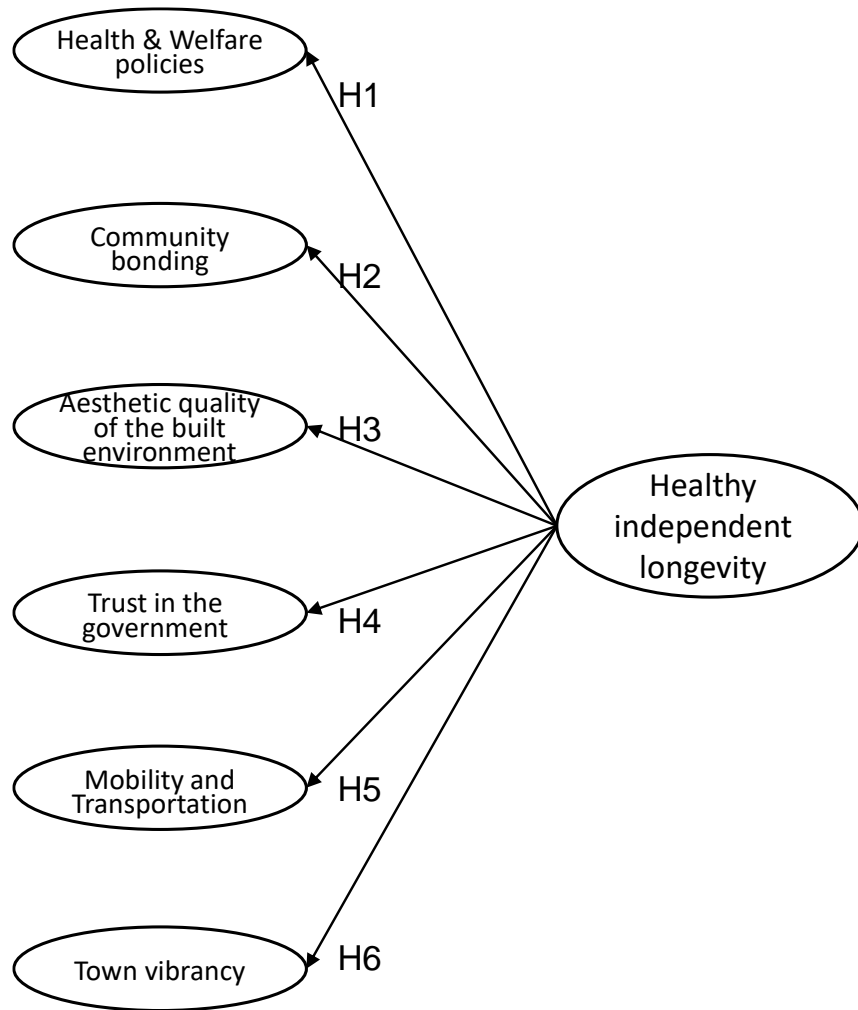 Health & Welfare
policies
H1
Community
bonding
H2
Aesthetic quality
of the built
environment
H3
Healthy
independent
longevity
Trust in the
government
H4
Mobility and
Transportation
H5
Town vibrancy
H6